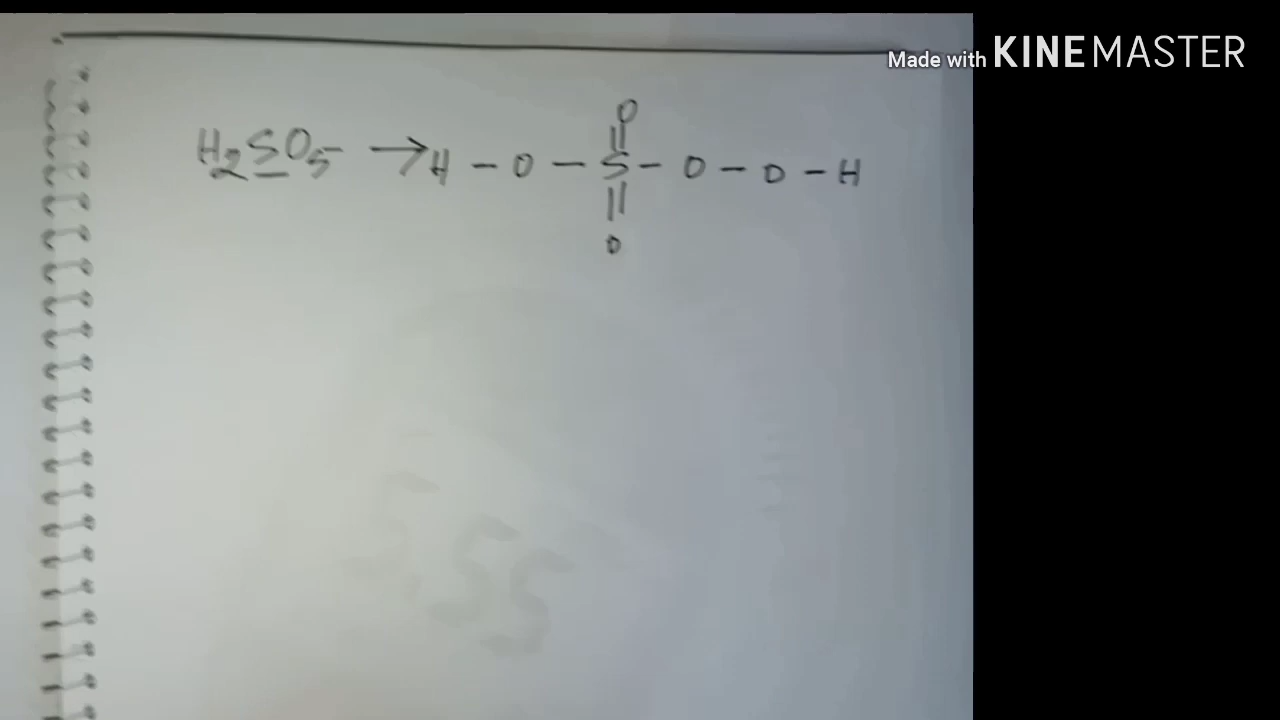 Made with KINEMASTER
O
||
H₂SO₅ → H - O - S - O - O - H
||
O